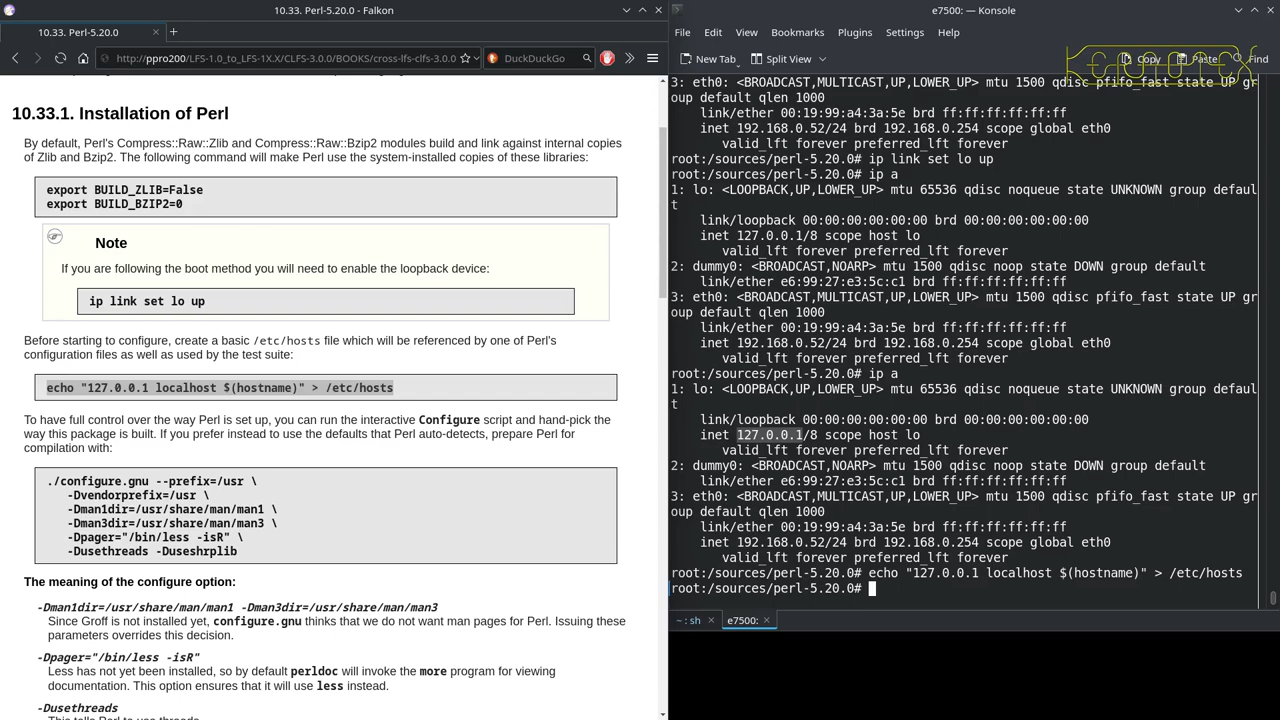 10.33. Perl-5.20.0 - Falkon
10.33. Perl-5.20.0
http://ppro200/LFS-1.0_to_LFS-1X.X/CLFS-3.0.0/BOOKS/cross-lfs-clfs-3.0.0
DuckDuckGo
10.33.1. Installation of Perl
By default, Perl's Compress::Raw::Zlib and Compress::Raw::Bzip2 modules build and link against internal copies
of Zlib and Bzip2. The following command will make Perl use the system-installed copies of these libraries:
export BUILD_ZLIB=False
export BUILD_BZIP2=0
Note
If you are following the boot method you will need to enable the loopback device:
ip link set lo up
Before starting to configure, create a basic /etc/hosts file which will be referenced by one of Perl's
configuration files as well as used by the test suite:
echo "127.0.0.1 localhost $(hostname)" > /etc/hosts
To have full control over the way Perl is set up, you can run the interactive Configure script and hand-pick the
way this package is built. If you prefer instead to use the defaults that Perl auto-detects, prepare Perl for
compilation with:
./configure.gnu --prefix=/usr \
-Dvendorprefix=/usr \
-Dman1dir=/usr/share/man/man1 \
-Dman3dir=/usr/share/man/man3 \
-Dpager="/bin/less -isR" \
-Dusethreads -Duseshrplib
The meaning of the configure option:
-Dman1dir=/usr/share/man/man1 -Dman3dir=/usr/share/man/man3
Since Groff is not installed yet, configure.gnu thinks that we do not want man pages for Perl. Issuing these
parameters overrides this decision.
-Dpager="/bin/less -isR"
Less has not yet been installed, so by default perldoc will invoke the more program for viewing
documentation. This option ensures that it will use less instead.
-Dusethreads
This tells Perl to use threads.
e7500: — Konsole
File Edit View Bookmarks Plugins Settings Help
New Tab Split View Copy Paste Find
3: eth0: <BROADCAST,MULTICAST,UP,LOWER_UP> mtu 1500 qdisc pfifo_fast state UP gr
oup default qlen 1000
link/ether 00:19:99:a4:3a:5e brd ff:ff:ff:ff:ff:ff
inet 192.168.0.52/24 brd 192.168.0.254 scope global eth0
valid_lft forever preferred_lft forever
root:/sources/perl-5.20.0# ip link set lo up
root:/sources/perl-5.20.0# ip a
1: lo: <LOOPBACK,UP,LOWER_UP> mtu 65536 qdisc noqueue state UNKNOWN group defaul
t
link/loopback 00:00:00:00:00:00 brd 00:00:00:00:00:00
inet 127.0.0.1/8 scope host lo
valid_lft forever preferred_lft forever
2: dummy0: <BROADCAST,NOARP> mtu 1500 qdisc noop state DOWN group default
link/ether e6:99:27:e3:5c:c1 brd ff:ff:ff:ff:ff:ff
3: eth0: <BROADCAST,MULTICAST,UP,LOWER_UP> mtu 1500 qdisc pfifo_fast state UP gr
oup default qlen 1000
link/ether 00:19:99:a4:3a:5e brd ff:ff:ff:ff:ff:ff
inet 192.168.0.52/24 brd 192.168.0.254 scope global eth0
valid_lft forever preferred_lft forever
root:/sources/perl-5.20.0# ip a
1: lo: <LOOPBACK,UP,LOWER_UP> mtu 65536 qdisc noqueue state UNKNOWN group defaul
t
link/loopback 00:00:00:00:00:00 brd 00:00:00:00:00:00
inet 127.0.0.1/8 scope host lo
valid_lft forever preferred_lft forever
2: dummy0: <BROADCAST,NOARP> mtu 1500 qdisc noop state DOWN group default
link/ether e6:99:27:e3:5c:c1 brd ff:ff:ff:ff:ff:ff
3: eth0: <BROADCAST,MULTICAST,UP,LOWER_UP> mtu 1500 qdisc pfifo_fast state UP gr
oup default qlen 1000
link/ether 00:19:99:a4:3a:5e brd ff:ff:ff:ff:ff:ff
inet 192.168.0.52/24 brd 192.168.0.254 scope global eth0
valid_lft forever preferred_lft forever
root:/sources/perl-5.20.0# echo "127.0.0.1 localhost $(hostname)" > /etc/hosts
root:/sources/perl-5.20.0#
~ : sh e7500: